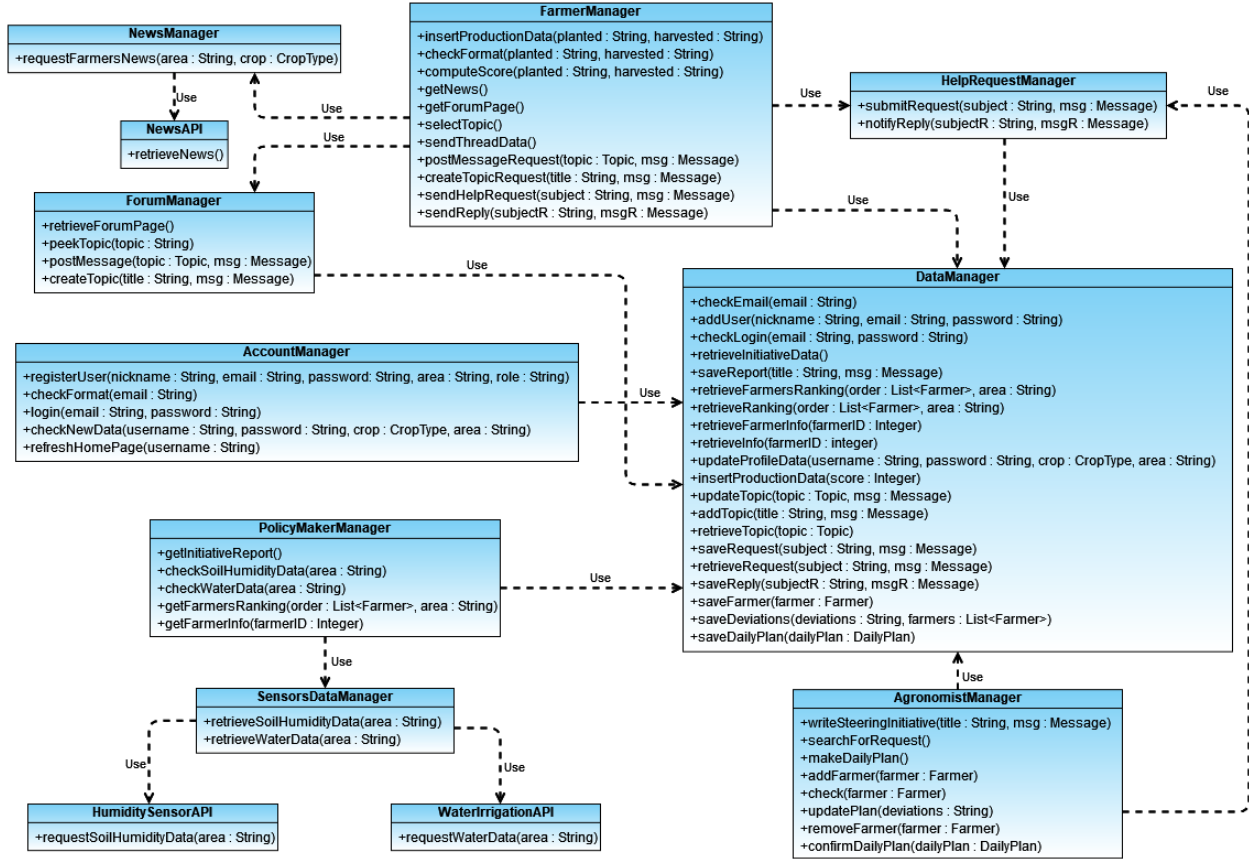 NewsManager
+requestFarmersNews(area : String, crop : CropType)
Use
NewsAPI
+retrieveNews()
FarmerManager
+insertProductionData(planted : String, harvested : String)
+checkFormat(planted : String, harvested : String)
+computeScore(planted : String, harvested : String)
+getNews()
+getForumPage()
+selectTopic()
+sendThreadData()
+postMessageRequest(topic : Topic, msg : Message)
+createTopicRequest(title : String, msg : Message)
+sendHelpRequest(subject : String, msg : Message)
+sendReply(subjectR : String, msgR : Message)
Use
Use
Use
Use
HelpRequestManager
+submitRequest(subject : String, msg : Message)
+notifyReply(subjectR : String, msgR : Message)
Use
Use
ForumManager
+retrieveForumPage()
+peekTopic(topic : String)
+postMessage(topic : Topic, msg : Message)
+createTopic(title : String, msg : Message)
Use
DataManager
+checkEmail(email : String)
+addUser(nickname : String, email : String, password : String)
+checkLogin(email : String, password : String)
+retrieveInitiativeData()
+saveReport(title : String, msg : Message)
+retrieveFarmersRanking(order : List<Farmer>, area : String)
+retrieveRanking(order : List<Farmer>, area : String)
+retrieveFarmerInfo(farmerID : Integer)
+retrieveInfo(farmerID : integer)
+updateProfileData(username : String, password : String, crop : CropType, area : String)
+insertProductionData(score : Integer)
+updateTopic(topic : Topic, msg : Message)
+addTopic(title : String, msg : Message)
+retrieveTopic(topic : Topic)
+saveRequest(subject : String, msg : Message)
+retrieveRequest(subject : String, msg : Message)
+saveReply(subjectR : String, msgR : Message)
+saveFarmer(farmer : Farmer)
+saveDeviations(deviations : String, farmers : List<Farmer>)
+saveDailyPlan(dailyPlan : DailyPlan)
AccountManager
+registerUser(nickname : String, email : String, password: String, area : String, role : String)
+checkFormat(email : String)
+login(email : String, password : String)
+checkNewData(username : String, password : String, crop : CropType, area : String)
+refreshHomePage(username : String)
Use
PolicyMakerManager
+getInitiativeReport()
+checkSoilHumidityData(area : String)
+checkWaterData(area : String)
+getFarmersRanking(order : List<Farmer>, area : String)
+getFarmerInfo(farmerID : Integer)
Use
Use
SensorsDataManager
+retrieveSoilHumidityData(area : String)
+retrieveWaterData(area : String)
Use
Use
HumiditySensorAPI
+requestSoilHumidityData(area : String)
WaterIrrigationAPI
+requestWaterData(area : String)
Use
AgronomistManager
+writeSteeringInitiative(title : String, msg : Message)
+searchForRequest()
+makeDailyPlan()
+addFarmer(farmer : Farmer)
+check(farmer : Farmer)
+updatePlan(deviations : String)
+removeFarmer(farmer : Farmer)
+confirmDailyPlan(dailyPlan : DailyPlan)